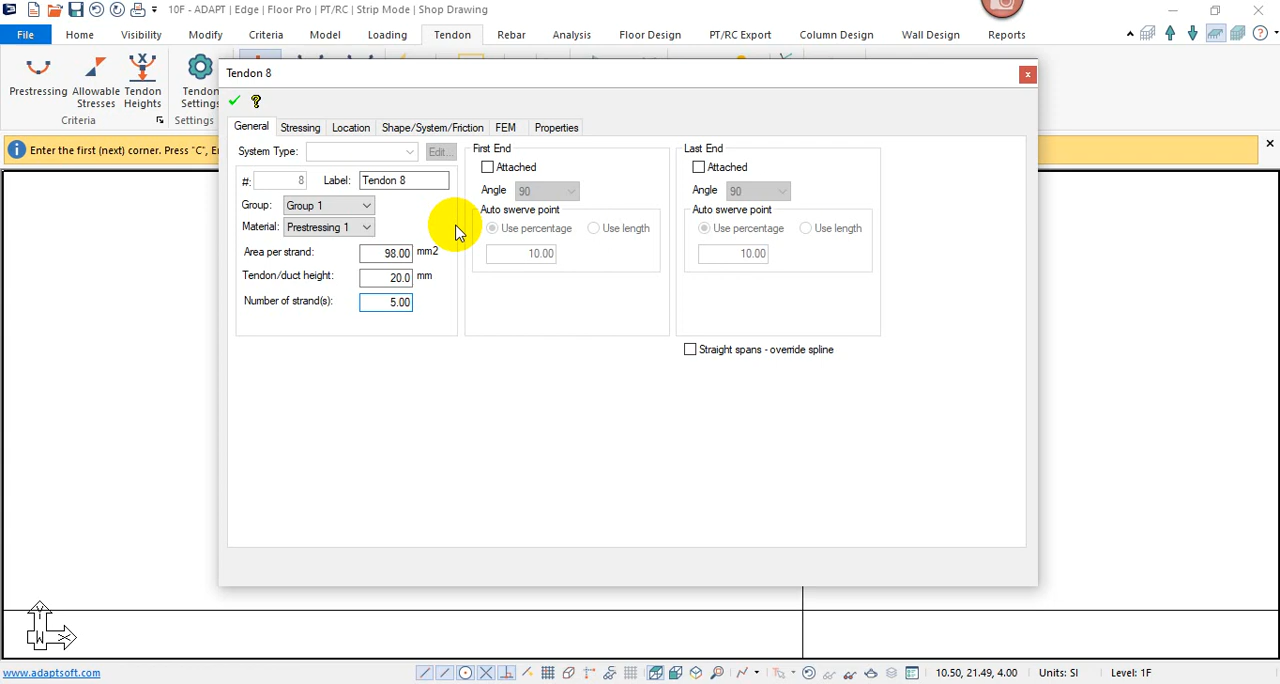 10F - ADAPT | Edge | Floor Pro | PT/RC | Strip Mode | Shop Drawing
File Home Visibility Modify Criteria Model Loading Tendon Rebar Analysis Floor Design PT/RC Export Column Design Wall Design Reports
Prestressing Allowable Stresses Tendon Heights Tendon Settings
Criteria Settings
Enter the first (next) corner. Press "C", E
Tendon 8
General Stressing Location Shape/System/Friction FEM Properties
System Type: Edit...
#: 8 Label: Tendon 8
Group: Group 1
Material: Prestressing 1
Area per strand: 98.00 mm2
Tendon/duct height: 20.0 mm
Number of strand(s): 5.00
First End
Attached
Angle 90
Auto swerve point
Use percentage Use length
10.00
Last End
Attached
Angle 90
Auto swerve point
Use percentage Use length
10.00
Straight spans - override spline
W X
www.adaptsoft.com 10.50, 21.49, 4.00 Units: SI Level: 1F